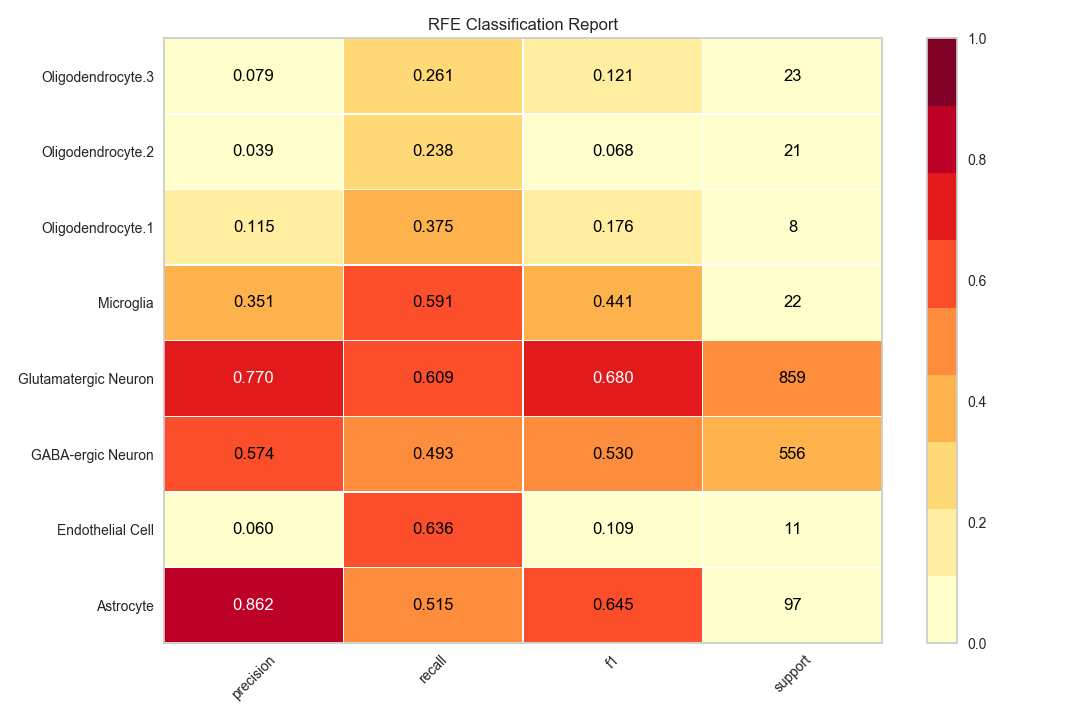 RFE Classification Report
Oligodendrocyte.3 0.079 0.261 0.121 23
Oligodendrocyte.2 0.039 0.238 0.068 21
Oligodendrocyte.1 0.115 0.375 0.176 8
Microglia 0.351 0.591 0.441 22
Glutamatergic Neuron 0.770 0.609 0.680 859
GABA-ergic Neuron 0.574 0.493 0.530 556
Endothelial Cell 0.060 0.636 0.109 11
Astrocyte 0.862 0.515 0.645 97
precision recall f1 support
1.0
0.8
0.6
0.4
0.2
0.0